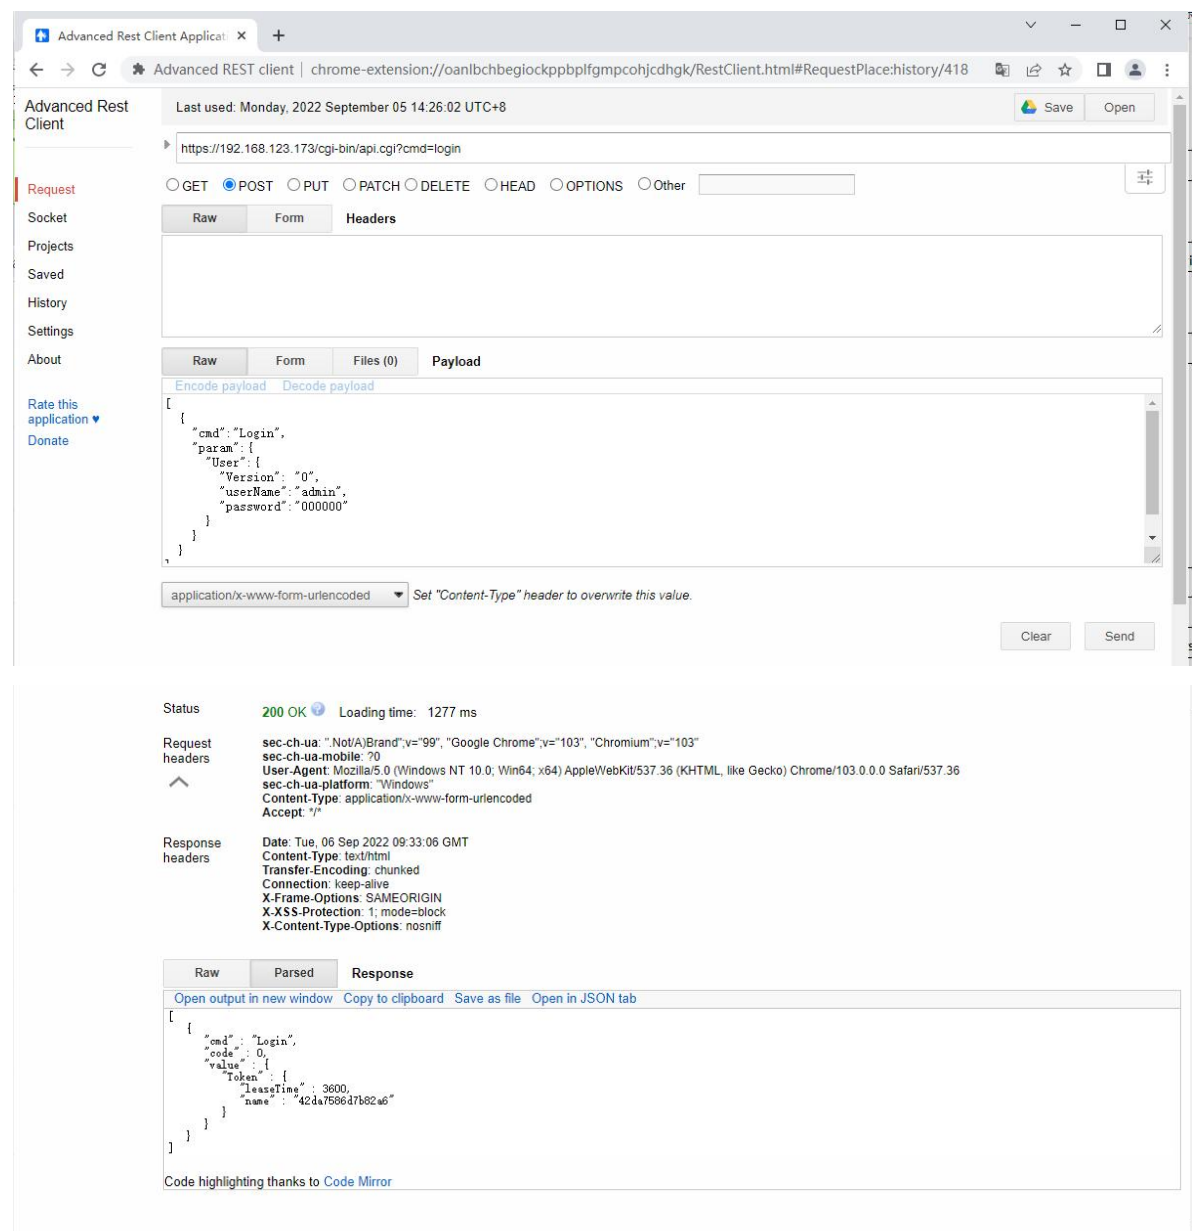 Advanced Rest Client Applicat
Advanced REST client | chrome-extension://oanlbchbegiockppbplfgmpcohjcdhgk/RestClient.html#RequestPlace:history/418
Advanced Rest Client
Last used: Monday, 2022 September 05 14:26:02 UTC+8
Save Open
https://192.168.123.173/cgi-bin/api.cgi?cmd=login
GET POST PUT PATCH DELETE HEAD OPTIONS Other
Request
Socket
Projects
Saved
History
Settings
About
Rate this application ♥
Donate
Raw Form Headers
Raw Form Files (0) Payload
Encode payload Decode payload
[
{
"cmd":"Login",
"param":{
"User":{
"Version": "0",
"userName":"admin",
"password":"000000"
}
}
}
application/x-www-form-urlencoded Set "Content-Type" header to overwrite this value.
Clear Send
Status 200 OK Loading time: 1277 ms
Request headers
sec-ch-ua: ".Not/A)Brand";v="99", "Google Chrome";v="103", "Chromium";v="103"
sec-ch-ua-mobile: ?0
User-Agent: Mozilla/5.0 (Windows NT 10.0; Win64; x64) AppleWebKit/537.36 (KHTML, like Gecko) Chrome/103.0.0.0 Safari/537.36
sec-ch-ua-platform: "Windows"
Content-Type: application/x-www-form-urlencoded
Accept: */*
Response headers
Date: Tue, 06 Sep 2022 09:33:06 GMT
Content-Type: text/html
Transfer-Encoding: chunked
Connection: keep-alive
X-Frame-Options: SAMEORIGIN
X-XSS-Protection: 1; mode=block
X-Content-Type-Options: nosniff
Raw Parsed Response
Open output in new window Copy to clipboard Save as file Open in JSON tab
[
{
"cmd" : "Login",
"code" : 0,
"value" : {
"Token" : {
"leaseTime" : 3600,
"name" : "42da7586d7b82a6"
}
}
}
]
Code highlighting thanks to Code Mirror